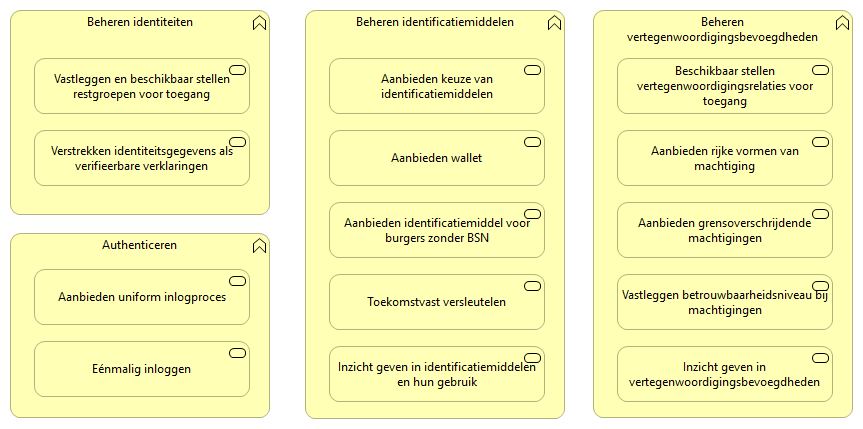 Beheren identiteiten
Vastleggen en beschikbaar stellen
restgroepen voor toegang
Verstrekken identiteitsgegevens als
verifieerbare verklaringen
Authenticeren
Aanbieden uniform inlogproces
Eénmalig inloggen
Beheren identificatiemiddelen
Aanbieden keuze van
identificatiemiddelen
Aanbieden wallet
Aanbieden identificatiemiddel voor
burgers zonder BSN
Toekomstvast versleutelen
Inzicht geven in identificatiemiddelen
en hun gebruik
Beheren
vertegenwoordigingsbevoegdheden
Beschikbaar stellen
vertegenwoordigingsrelaties voor
toegang
Aanbieden rijke vormen van
machtiging
Aanbieden grensoverschrijdende
machtigingen
Vastleggen betrouwbaarheidsniveau bij
machtigingen
Inzicht geven in
vertegenwoordigingsbevoegdheden